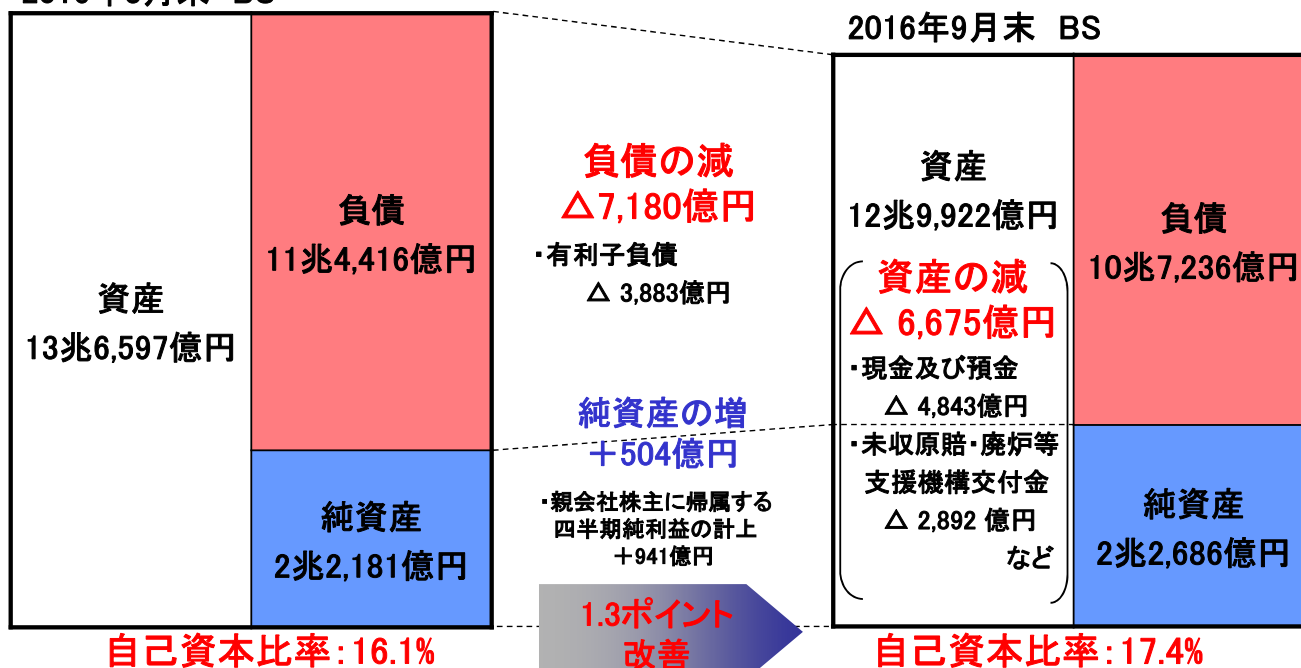 2016年9月末 BS
資産
13兆6,597億円
負債
11兆4,416億円
純資産
2兆2,181億円
自己資本比率:16.1%
負債の減
△7,180億円
・有利子負債
△ 3,883億円
純資産の増
+504億円
・親会社株主に帰属する
四半期純利益の計上
+941億円
1.3ポイント
改善
資産
12兆9,922億円
資産の減
△ 6,675億円
・現金及び預金
△ 4,843億円
・未収原賠・廃炉等
支援機構交付金
△ 2,892 億円
など
負債
10兆7,236億円
純資産
2兆2,686億円
自己資本比率:17.4%